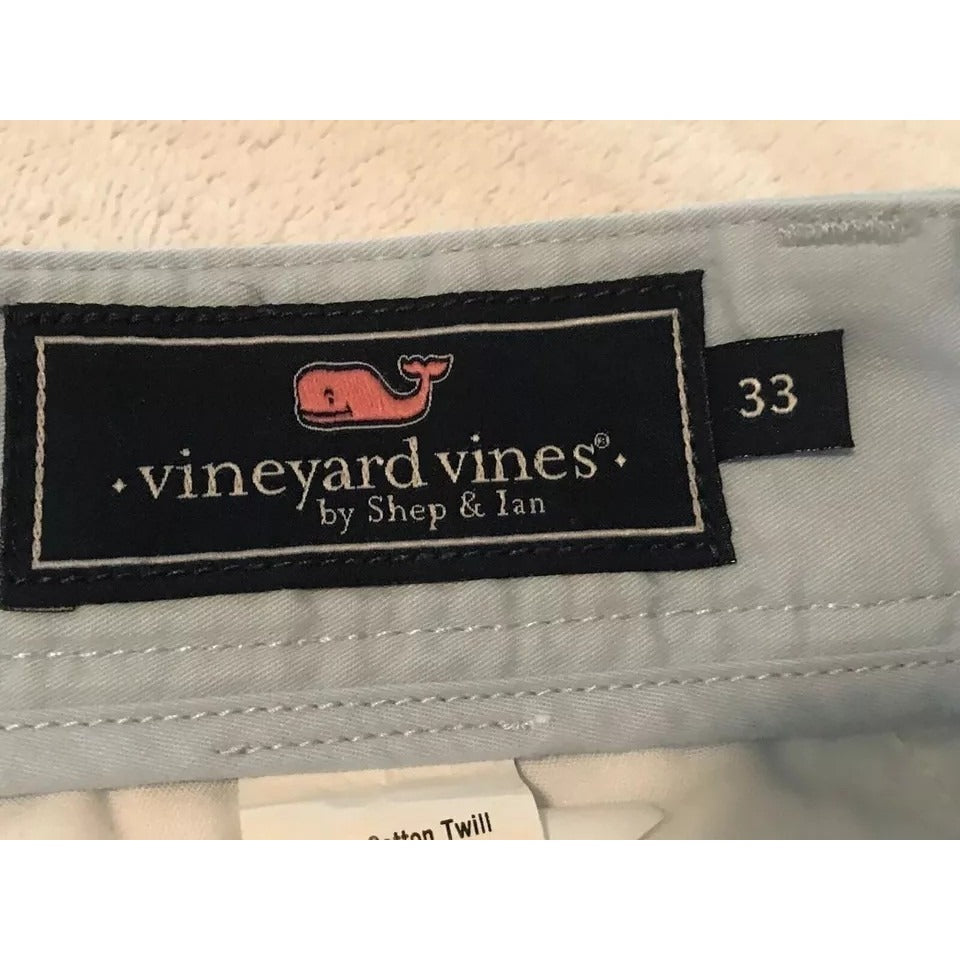 vineyard vines®
by Shep & Ian
33
Cotton Twill